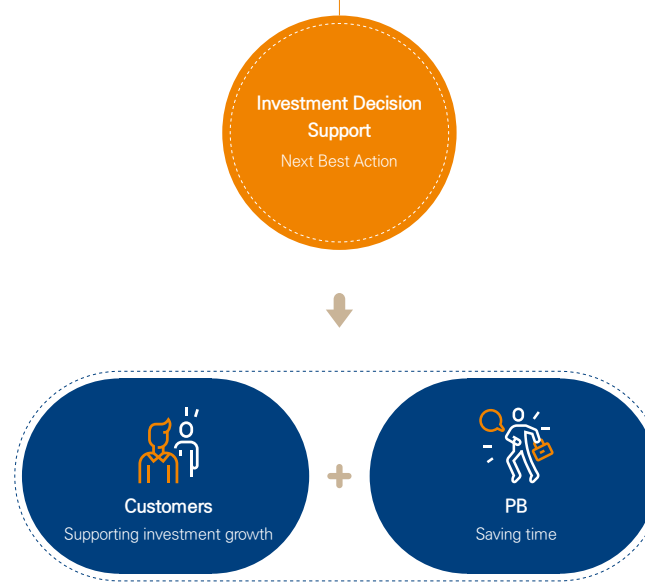 Investment Decision
Support
Next Best Action
Customers
Supporting investment growth
PB
Saving time